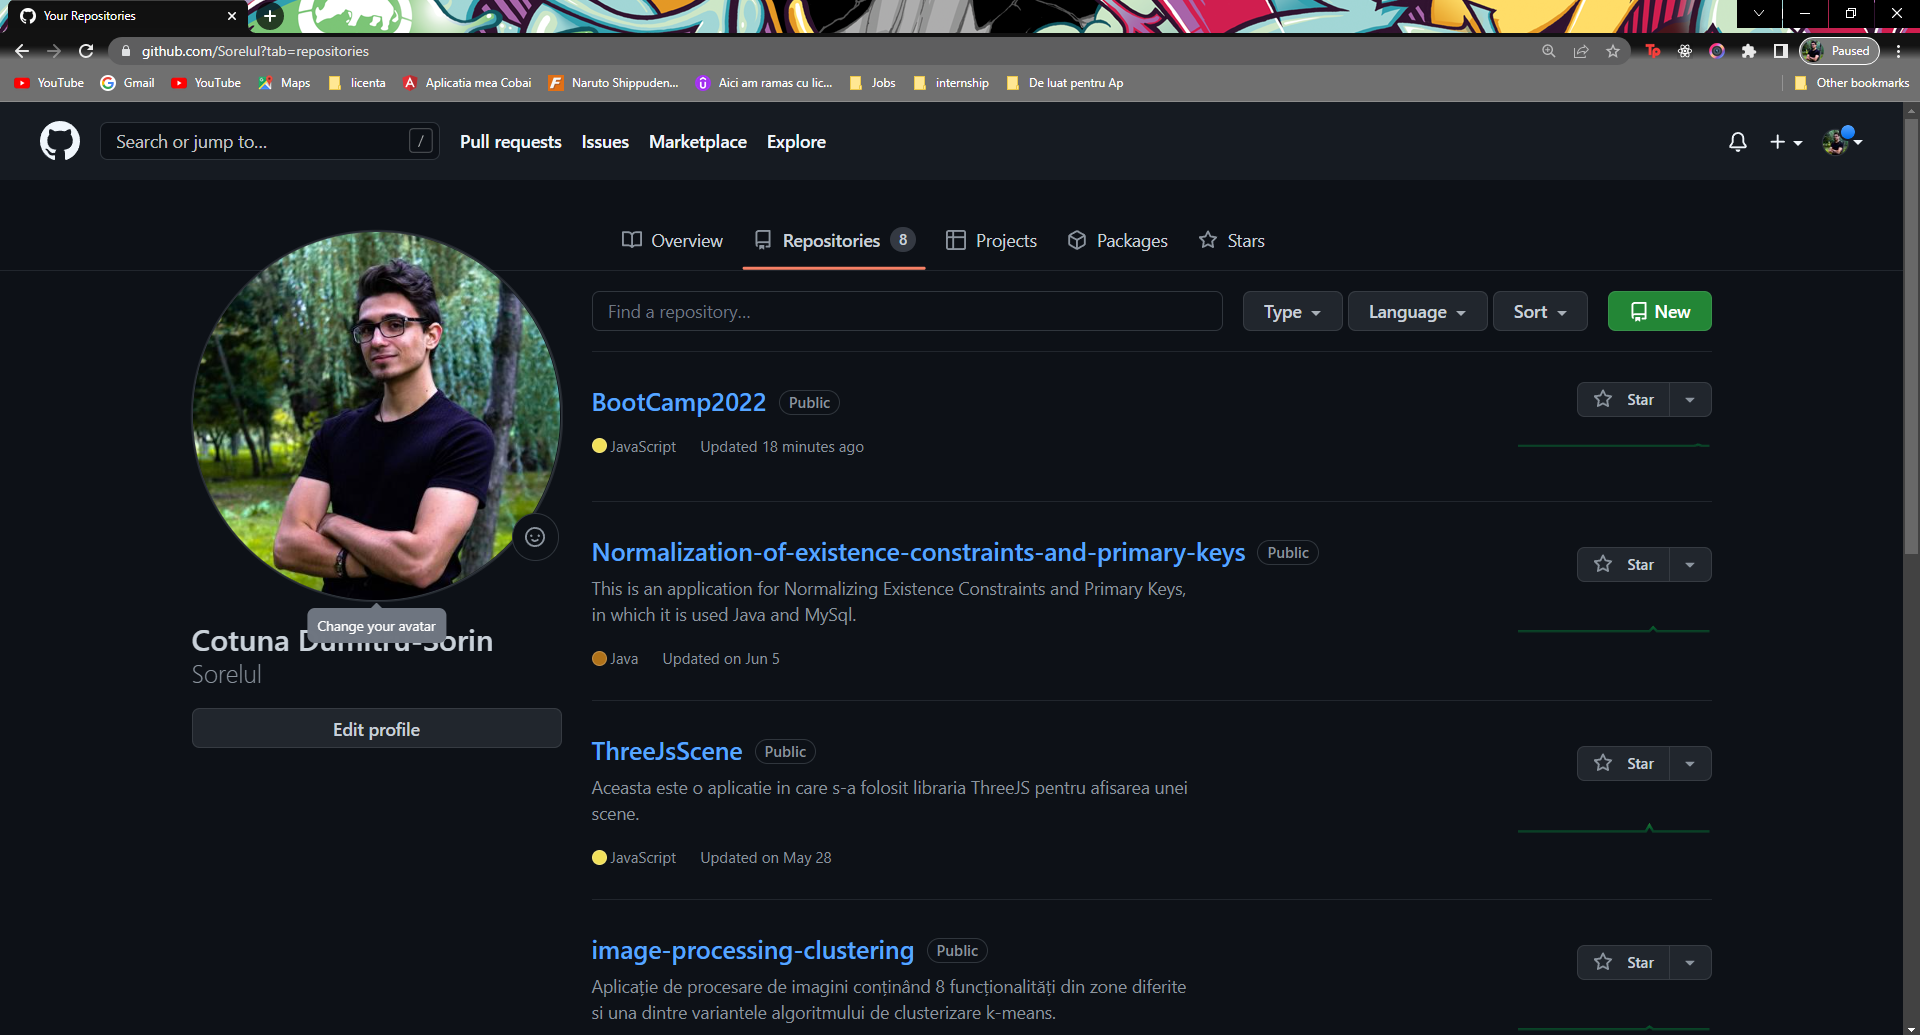 Your Repositories
github.com/Sorelul?tab=repositories
Paused
YouTube
Gmail
YouTube
Maps
licenta
Aplicatia mea Cobai
Naruto Shippuden...
Aici am ramas cu lic...
Jobs
internship
De luat pentru Ap
Other bookmarks
Search or jump to...
/
Pull requests
Issues
Marketplace
Explore
Overview
Repositories 8
Projects
Packages
Stars
Find a repository...
Type
Language
Sort
New
Change your avatar
Cotuna Dumitru-Sorin
Sorelul
Edit profile
BootCamp2022 Public
Star
JavaScript Updated 18 minutes ago
Normalization-of-existence-constraints-and-primary-keys Public
Star
This is an application for Normalizing Existence Constraints and Primary Keys,
in which it is used Java and MySql.
Java Updated on Jun 5
ThreeJsScene Public
Star
Aceasta este o aplicatie in care s-a folosit libraria ThreeJS pentru afisarea unei
scene.
JavaScript Updated on May 28
image-processing-clustering Public
Star
Aplicație de procesare de imagini conținând 8 funcționalități din zone diferite
si una dintre variantele algoritmului de clusterizare k-means.